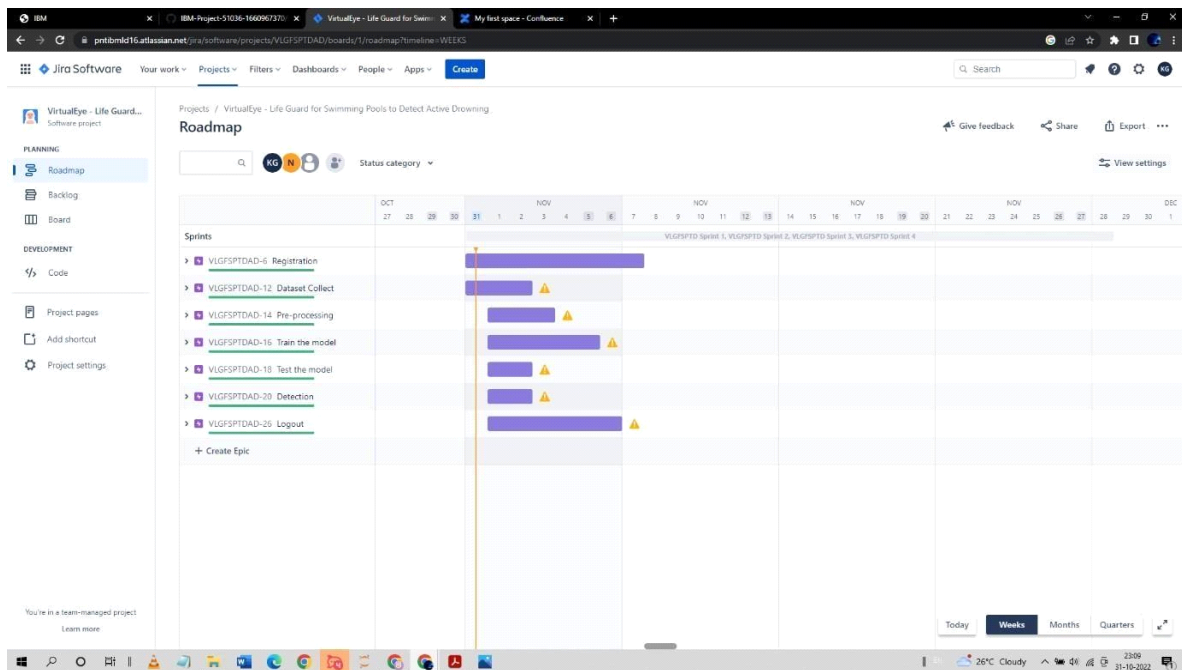 IBM
IBM-Project-51036-1660967370
VirtualEye - Life Guard for Swimm
My first space - Confluence
pntibmld16.atlassian.net/jira/software/projects/VLGFSPTDAD/boards/1/roadmap?timeline=WEEKS
Jira Software Your work Projects Filters Dashboards People Apps Create Search KG
VirtualEye - Life Guard...
Software project
PLANNING
Roadmap
Backlog
Board
DEVELOPMENT
Code
Project pages
Add shortcut
Project settings
You're in a team-managed project
Learn more
Projects / VirtualEye - Life Guard for Swimming Pools to Detect Active Drowning
Roadmap
Give feedback Share Export
KG N Status category View settings
OCT NOV NOV NOV NOV DEC
27 28 29 30 31 1 2 3 4 5 6 7 8 9 10 11 12 13 14 15 16 17 18 19 20 21 22 23 24 25 26 27 28 29 30 1
Sprints VLGFSPTD Sprint 1, VLGFSPTD Sprint 2, VLGFSPTD Sprint 3, VLGFSPTD Sprint 4
VLGFSPTDAD-6 Registration
VLGFSPTDAD-12 Dataset Collect
VLGFSPTDAD-14 Pre-processing
VLGFSPTDAD-16 Train the model
VLGFSPTDAD-18 Test the model
VLGFSPTDAD-20 Detection
VLGFSPTDAD-26 Logout
+ Create Epic
Today Weeks Months Quarters
26°C Cloudy
23:09
31-10-2022